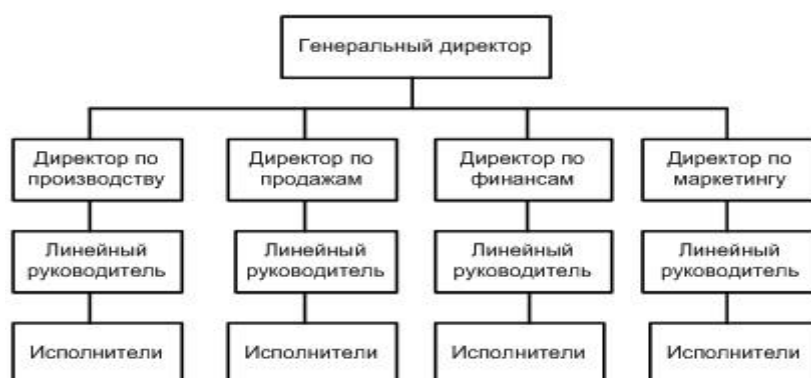 Генеральный директор
Директор по
производству
Директор по
продажам
Директор по
финансам
Директор по
маркетингу
Линейный
руководитель
Линейный
руководитель
Линейный
руководитель
Линейный
руководитель
Исполнители
Исполнители
Исполнители
Исполнители